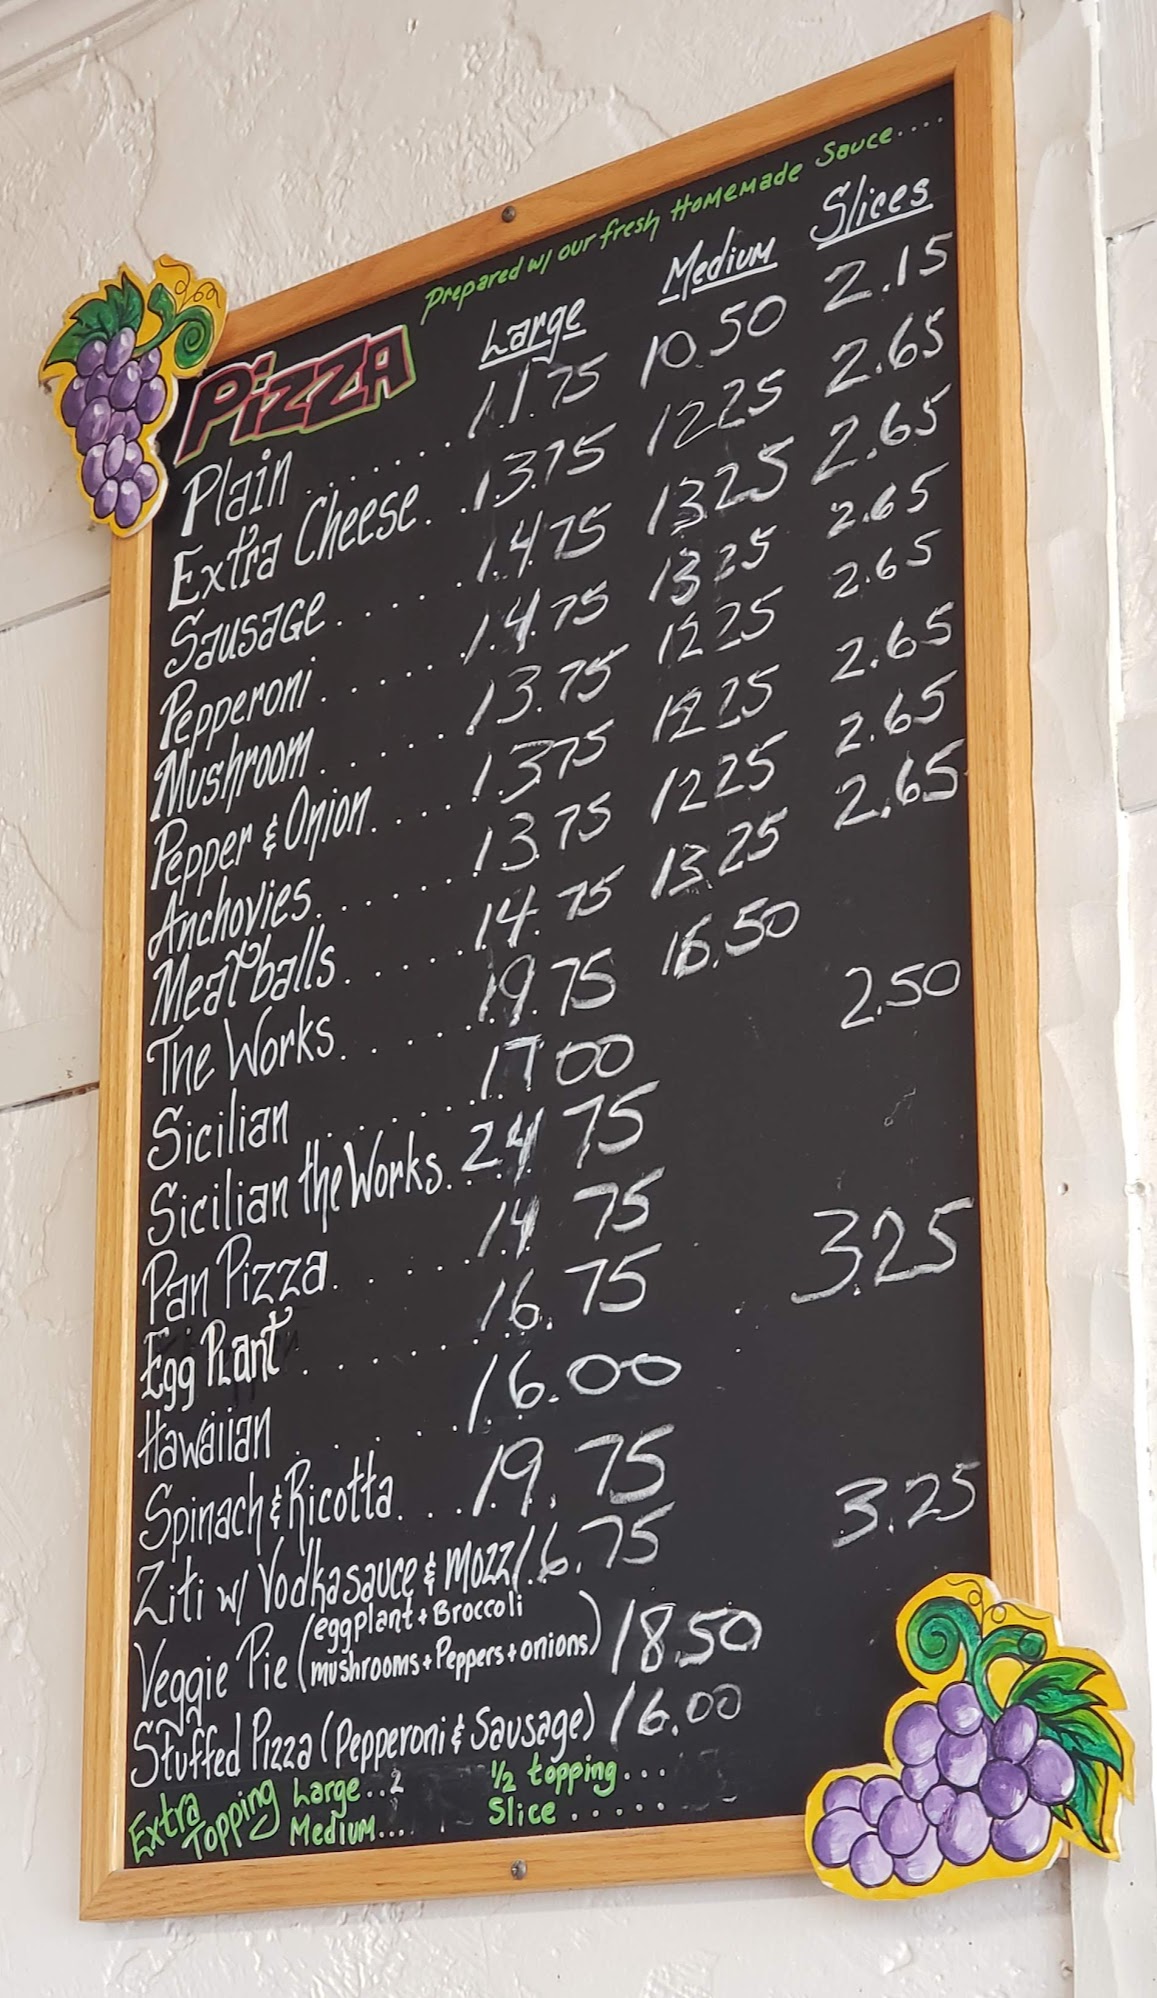 Prepared w/ our fresh Homemade Sauce....
PIZZA Large Medium Slices
Plain ....... 11.75 10.50 2.15
Extra Cheese .. 13.75 12.25 2.65
Sausage ...... 14.75 13.25 2.65
Pepperoni ...... 14.75 13.25 2.65
Mushroom ...... 13.75 12.25 2.65
Pepper & Onion .... 13.75 12.25 2.65
Anchovies ....... 13.75 12.25 2.65
Meatballs ...... 14.75 13.25 2.65
The Works ...... 19.75 16.50
Sicilian ........ 17.00 2.50
Sicilian the Works .. 24.75
Pan Pizza ...... 14.75
Egg Plant ....... 16.75 3.25
Hawaiian ....... 16.00
Spinach & Ricotta ... 19.75
Ziti w/ Vodka sauce & Mozz 16.75 3.25
Veggie Pie (eggplant + Broccoli
mushrooms + Peppers + onions.) 18.50
Stuffed Pizza (Pepperoni & Sausage) 16.00
Extra Topping Large ..2 1/2 topping ...
Medium... Slice .....